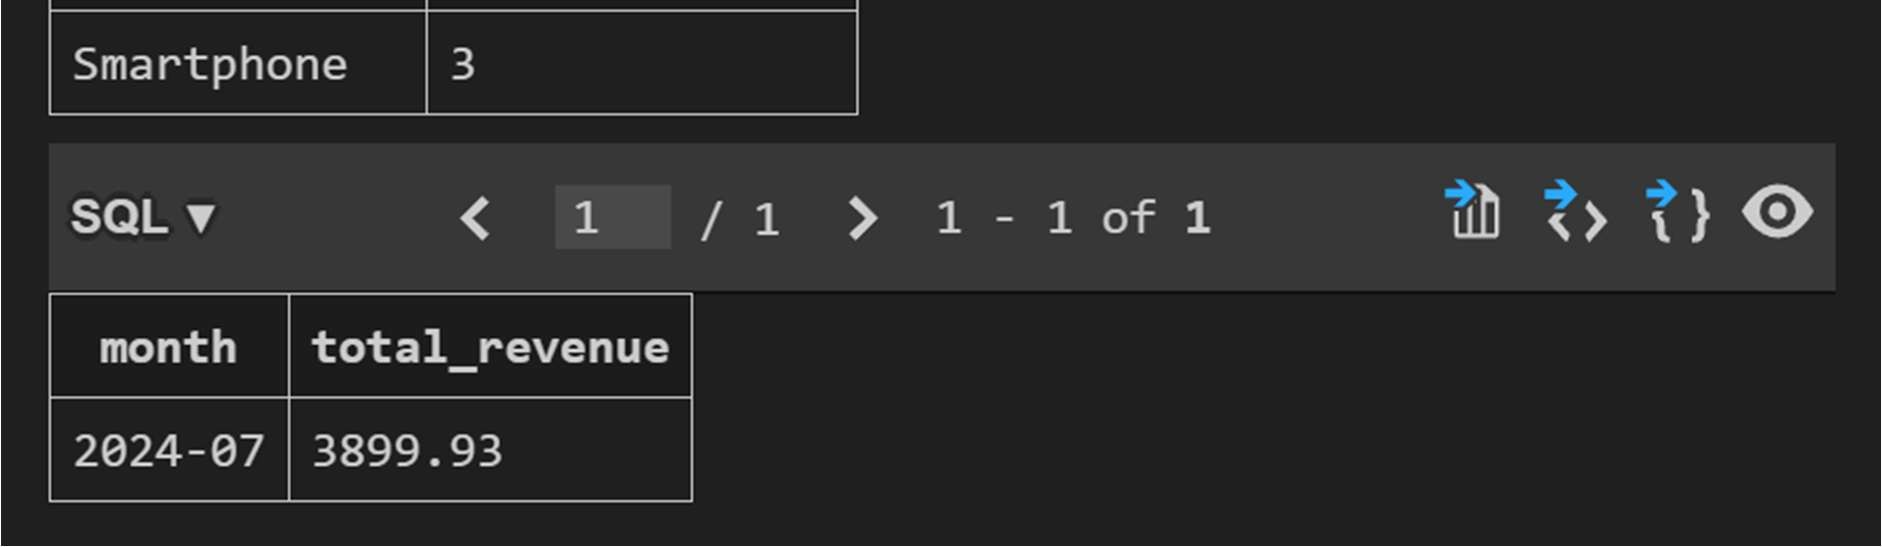 Smartphone 3
SQL ▼ 1 / 1 1 - 1 of 1
month total_revenue
2024-07 3899.93